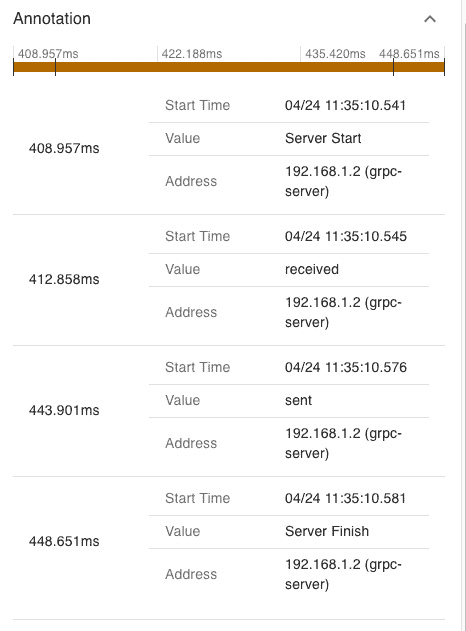 Annotation
408.957ms 422.188ms 435.420ms 448.651ms
Start Time 04/24 11:35:10.541
408.957ms Value Server Start
Address 192.168.1.2 (grpc-
server)
Start Time 04/24 11:35:10.545
412.858ms Value received
Address 192.168.1.2 (grpc-
server)
Start Time 04/24 11:35:10.576
443.901ms Value sent
Address 192.168.1.2 (grpc-
server)
Start Time 04/24 11:35:10.581
448.651ms Value Server Finish
Address 192.168.1.2 (grpc-
server)